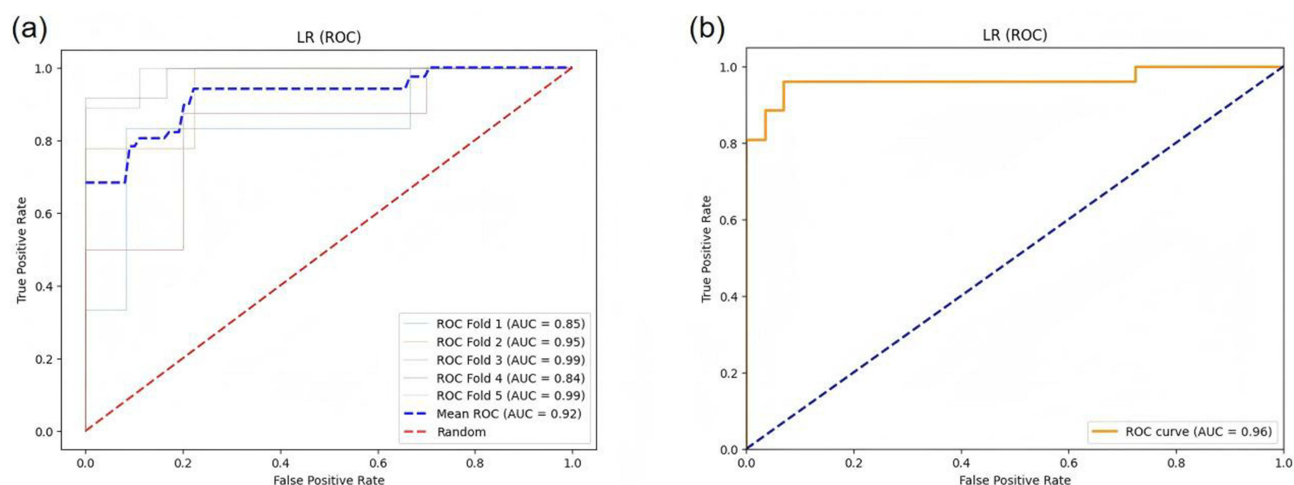 (a)
LR (ROC)
True Positive Rate
1.0
0.8
0.6
0.4
0.2
0.0
ROC Fold 1 (AUC = 0.85)
ROC Fold 2 (AUC = 0.95)
ROC Fold 3 (AUC = 0.99)
ROC Fold 4 (AUC = 0.84)
ROC Fold 5 (AUC = 0.99)
Mean ROC (AUC = 0.92)
Random
0.0 0.2 0.4 0.6 0.8 1.0
False Positive Rate
(b)
LR (ROC)
True Positive Rate
1.0
0.8
0.6
0.4
0.2
0.0
ROC curve (AUC = 0.96)
0.0 0.2 0.4 0.6 0.8 1.0
False Positive Rate